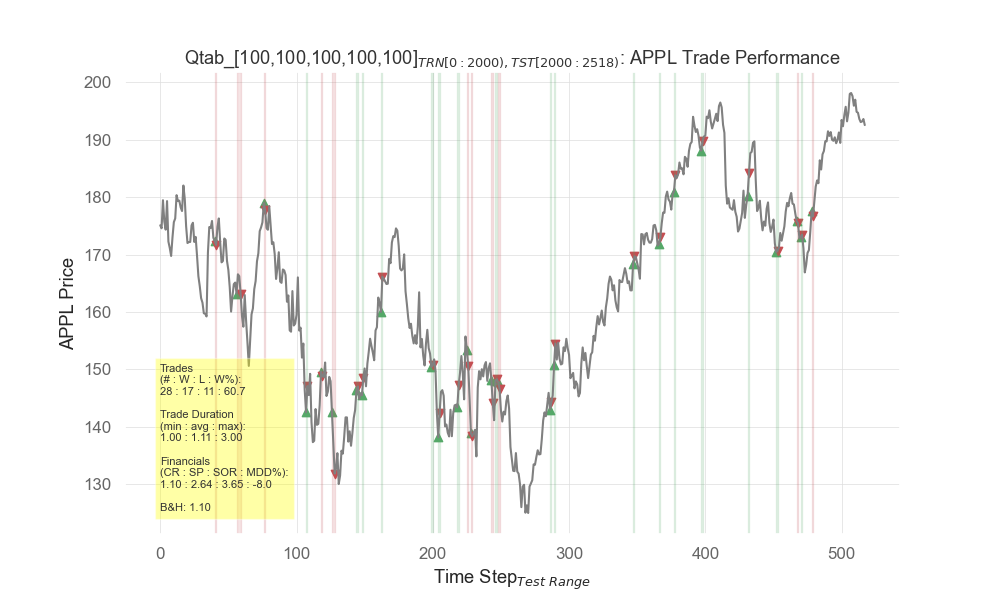 Qtab_[100,100,100,100,100]TRN[0 : 2000), TST[2000 : 2518): APPL Trade Performance
200
190
180
170
160
150
140
130
APPL Price
Trades
(# : W : L : W%):
28 : 17 : 11 : 60.7
Trade Duration
(min : avg : max):
1.00 : 1.11 : 3.00
Financials
(CR : SP : SOR : MDD%):
1.10 : 2.64 : 3.65 : -8.0
B&H: 1.10
0 100 200 300 400 500
Time StepTest Range